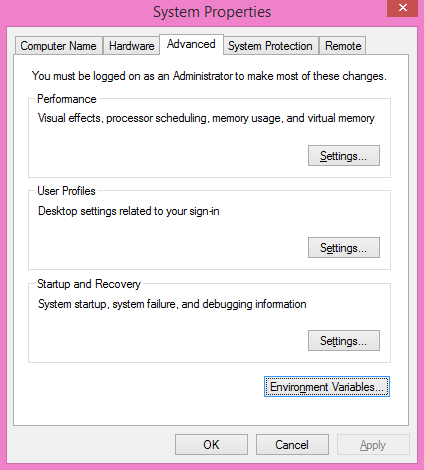 System Properties
Computer Name Hardware Advanced System Protection Remote
You must be logged on as an Administrator to make most of these changes.
Performance
Visual effects, processor scheduling, memory usage, and virtual memory
Settings...
User Profiles
Desktop settings related to your sign-in
Settings...
Startup and Recovery
System startup, system failure, and debugging information
Settings...
Environment Variables...
OK Cancel Apply